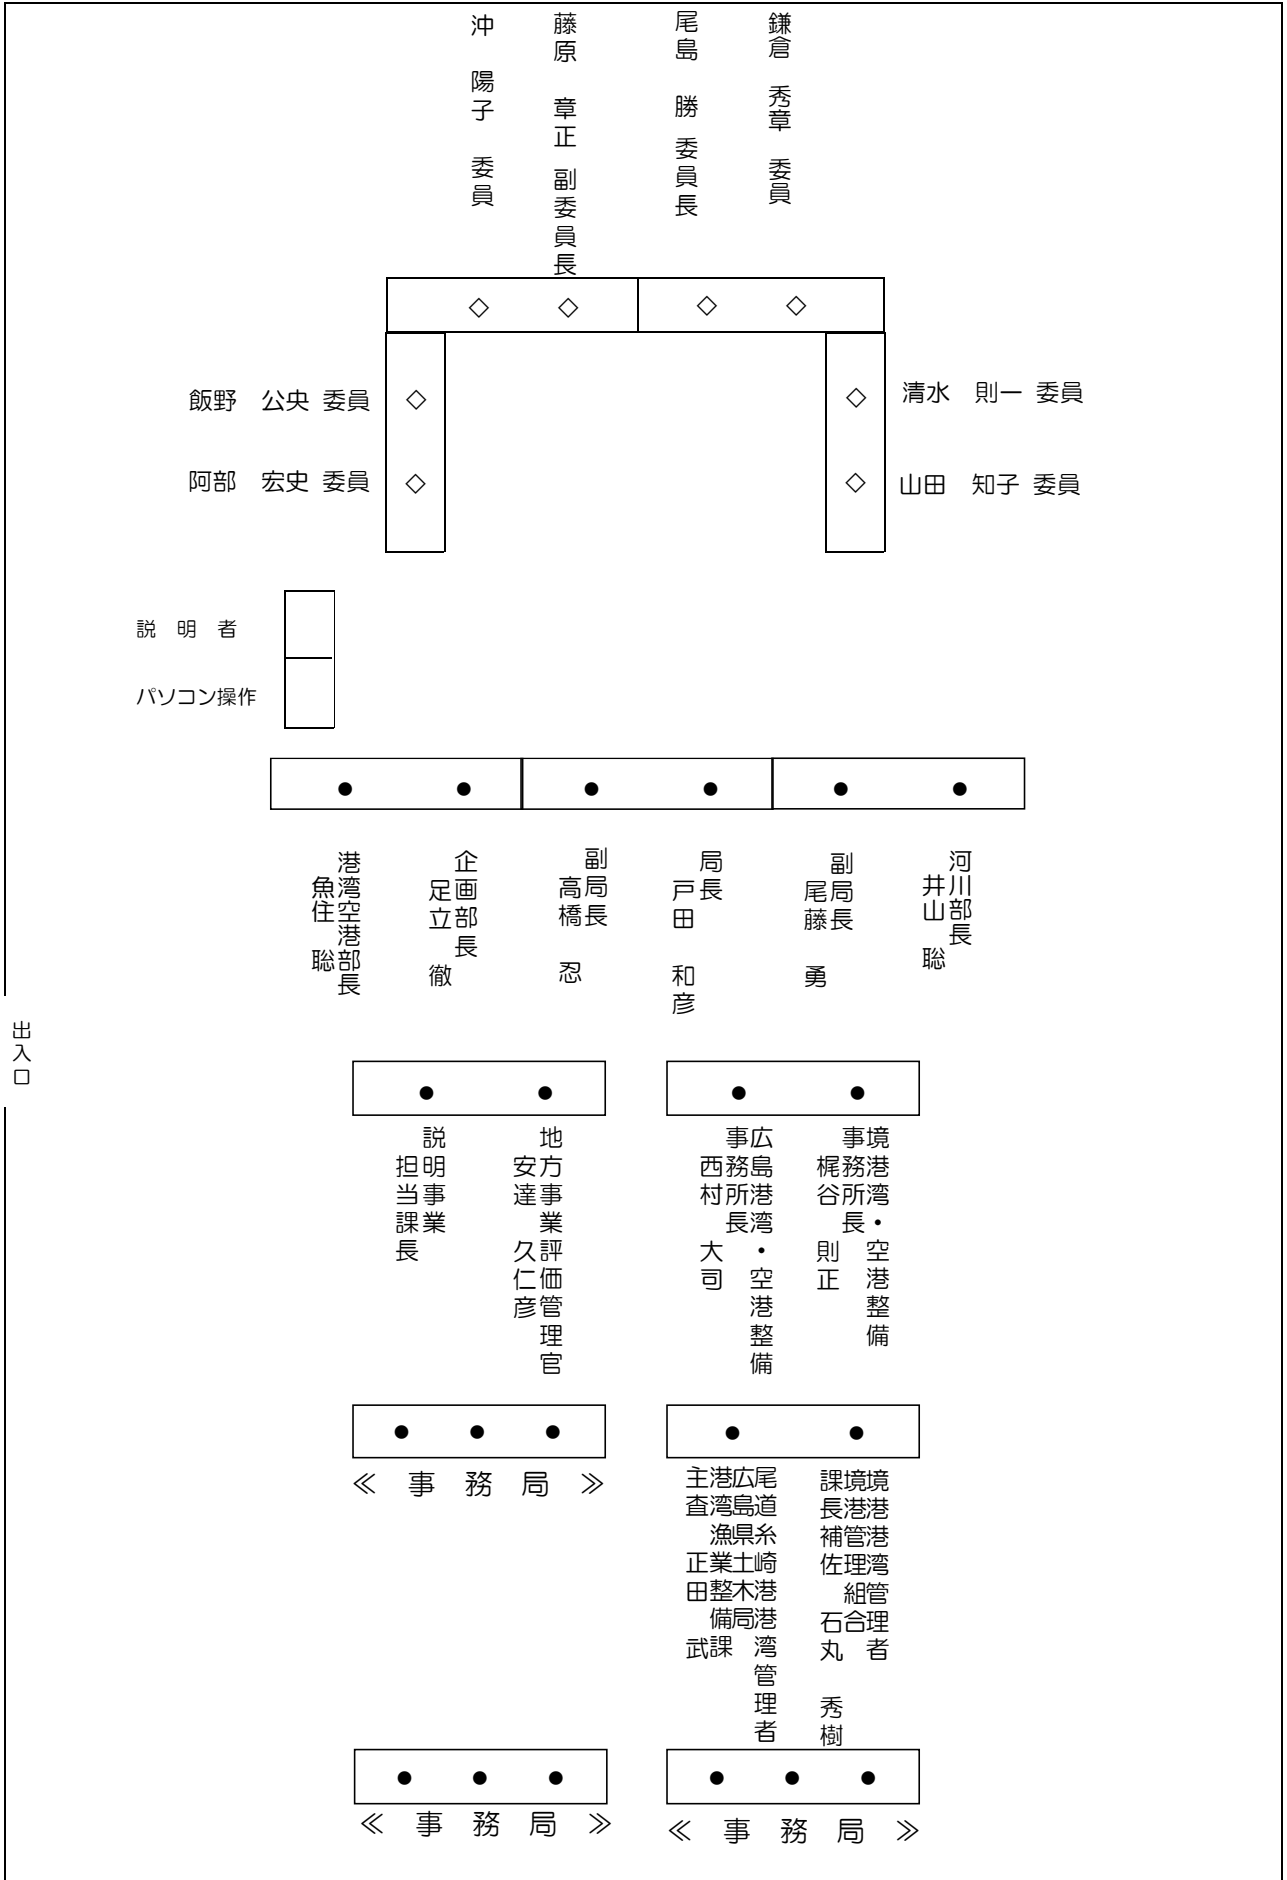 鎌倉　秀章　委員
尾島　勝　委員長
藤原　章正　副委員長
沖　陽子　委員
◇　◇　◇　◇
飯野　公央 委員　◇
◇　清水　則一 委員
阿部　宏史 委員　◇
◇　山田　知子 委員
説　明　者
パソコン操作
●　●　●　●　●　●
河川部長
井山　聡
副局長
尾藤　勇
局長
戸田　和彦
副局長
高橋　忍
企画部長
足立　徹
港湾空港部長
魚住　聡
出入口
●　●　●　●
境港湾・空港整備
事務所長
梶谷　則正
広島港湾・空港整備
事務所長
西村　大司
地方事業評価管理官
安達　久仁彦
説明事業
担当課長
●　●　●　●　●
≪　事　務　局　≫
境港港湾管理者
境港管理組合
課長補佐　石丸　秀樹
尾道糸崎港港湾管理者
広島県土木局
港湾漁業整備課
主査　正田　武
●　●　●　●　●　●
≪　事　務　局　≫
≪　事　務　局　≫